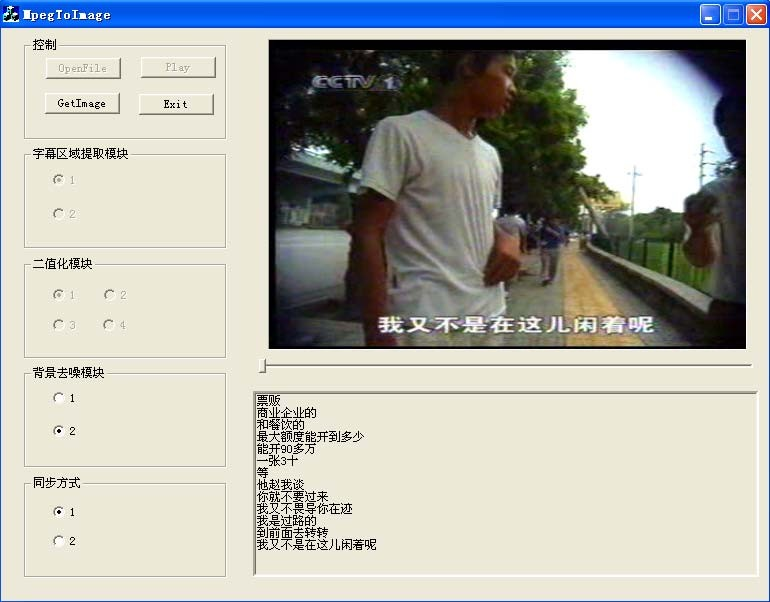 MpegToImage
控制
OpenFile
Play
GetImage
Exit
字幕区域提取模块
1
2
二值化模块
1
2
3
4
背景去噪模块
1
2
同步方式
1
2
CCTV 1
我又不是在这儿闲着呢
票贩
商业企业的
和餐饮的
最大额度能开到多少
能开90多万
一张3十
等
他赵我谈
你就不要过来
我又不畏导你在迹
我是过路的
到前面去转转
我又不是在这儿闲着呢